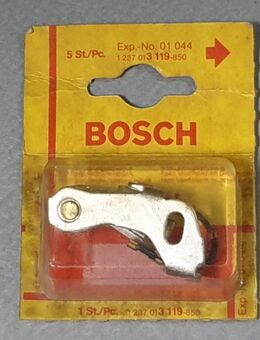 5 St./Pc.
Exp.-No. 01 044
1 237 013 119-850
BOSCH
1 St./Pc.
1 237 013 119-850